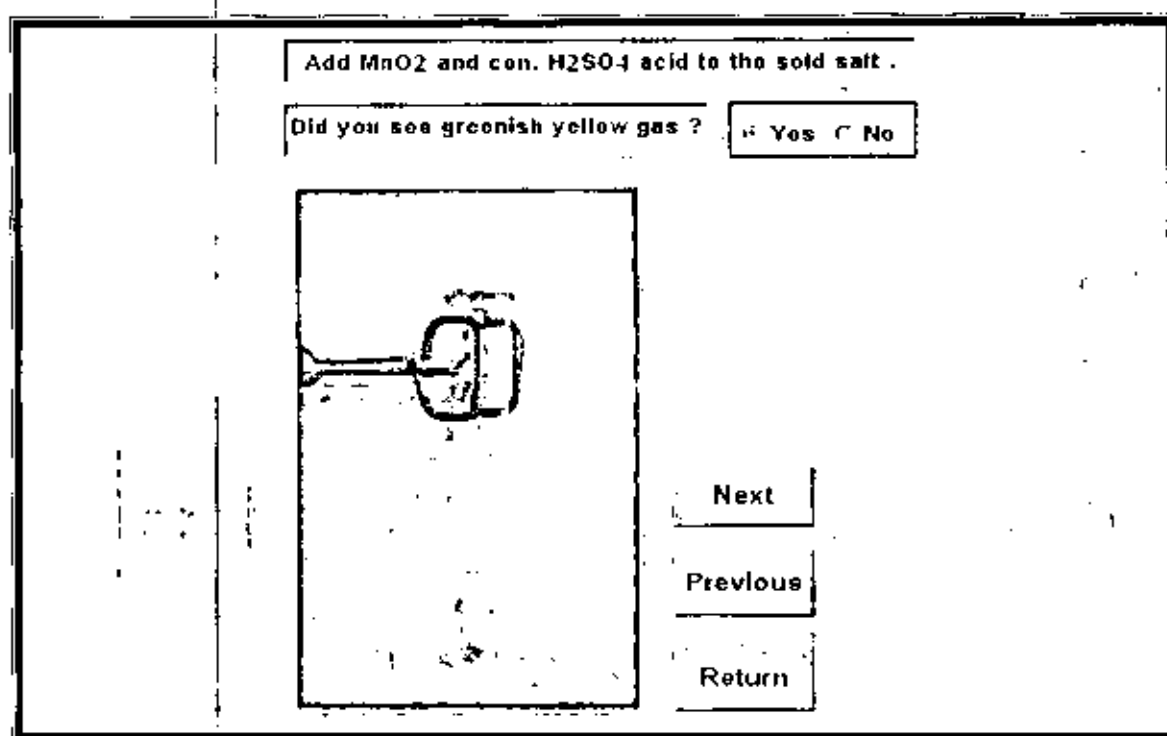 Add MnO2 and con. H2SO4 acid to the sold salt .
Did you see greenish yellow gas ?
Yes No
Next
Previous
Return